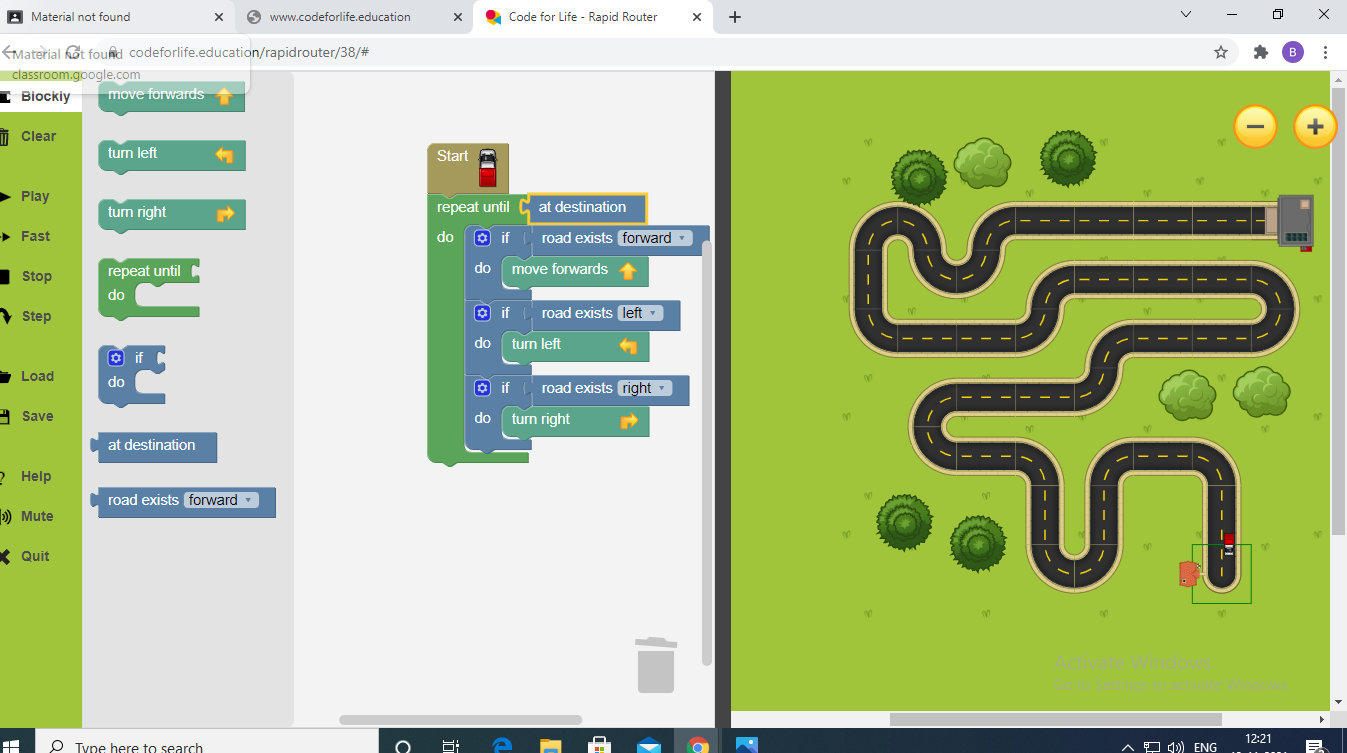 Material not found
www.codeforlife.education
Code for Life - Rapid Router
codeforlife.education/rapidrouter/38/#
B
Material not found
classroom.google.com
Blockly
Clear
Play
Fast
Stop
Step
Load
Save
Help
Mute
Quit
move forwards
turn left
turn right
repeat until
do
if
do
at destination
road exists forward
Start
repeat until at destination
do if road exists forward
do move forwards
if road exists left
do turn left
if road exists right
do turn right
Activate Windows
Go to Settings to activate Windows.
Type here to search
ENG
12:21